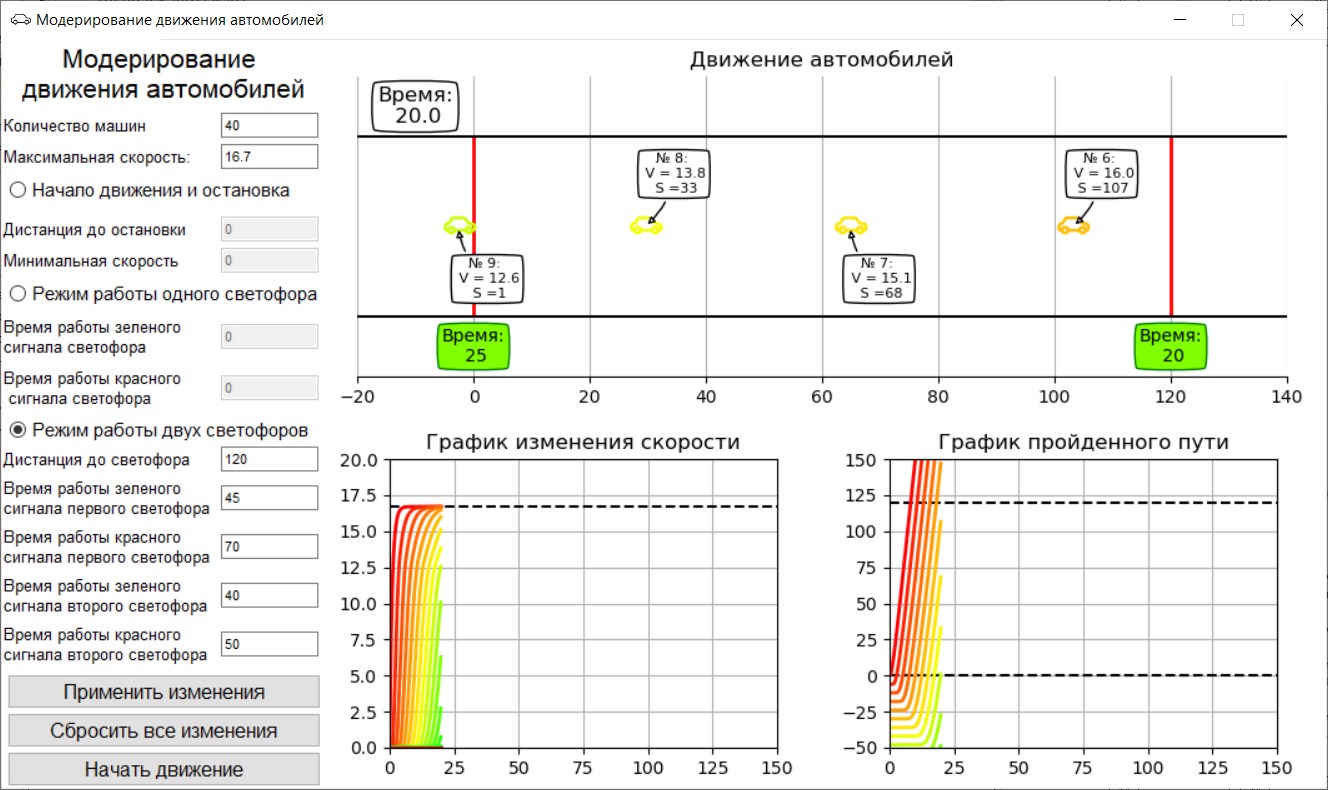 Модерирование движения автомобилей
Модерирование
движения автомобилей
Количество машин
40
Максимальная скорость:
16.7
Начало движения и остановка
Дистанция до остановки
0
Минимальная скорость
0
Режим работы одного светофора
Время работы зеленого
сигнала светофора
0
Время работы красного
сигнала светофора
0
Режим работы двух светофоров
Дистанция до светофора
120
Время работы зеленого
сигнала первого светофора
45
Время работы красного
сигнала первого светофора
70
Время работы зеленого
сигнала второго светофора
40
Время работы красного
сигнала второго светофора
50
Применить изменения
Сбросить все изменения
Начать движение
Движение автомобилей
Время:
20.0
№ 8:
V = 13.8
S =33
№ 6:
V = 16.0
S =107
№ 9:
V = 12.6
S =1
№ 7:
V = 15.1
S =68
Время:
25
Время:
20
−20 0 20 40 60 80 100 120 140
График изменения скорости
20.0
17.5
15.0
12.5
10.0
7.5
5.0
2.5
0.0
0 25 50 75 100 125 150
График пройденного пути
150
125
100
75
50
25
0
−25
−50
0 25 50 75 100 125 150